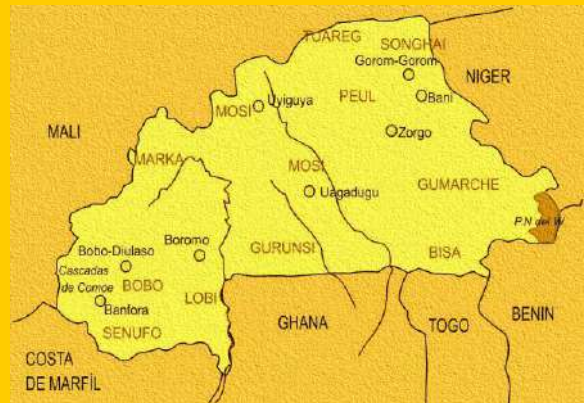 TUAREG
SONGHAI
Gorom-Gorom
NIGER
PEUL
Bani
MOSI
Uyiguya
MALI
Zorgo
MARKA
MOSI
Uagadugu
GUMARCHE
P.N del W
Boromo
GURUNSI
BISA
Bobo-Diulaso
Cascadas
de Comoe
BOBO
LOBI
Banfora
SENUFO
GHANA
TOGO
BENIN
COSTA
DE MARFÍL